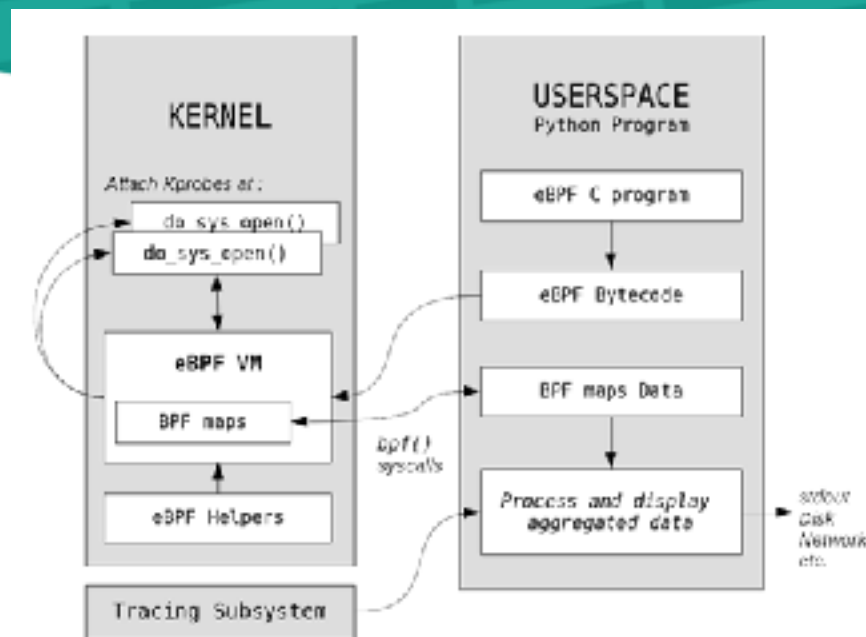 KERNEL
Attach Kprobes at :
do_sys_open()
do_sys_open()
eBPF VM
BPF maps
eBPF Helpers
Tracing Subsystem
bpf()
syscalls
USERSPACE
Python Program
eBPF C program
eBPF Bytecode
BPF maps Data
Process and display
aggregated data
stdout
Disk
Network
etc.